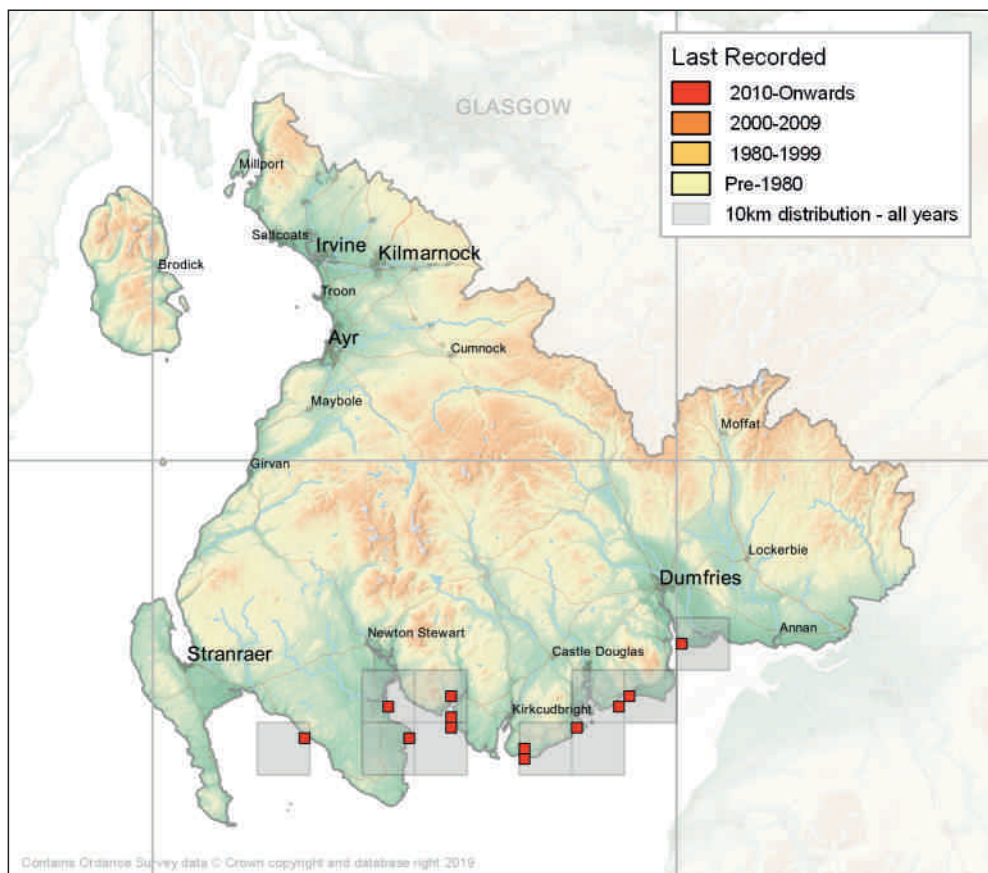 GLASGOW
Last Recorded
2010-Onwards
2000-2009
1980-1999
Pre-1980
10km distribution - all years
Millport
Saltcoats
Irvine
Kilmarnock
Brodick
Troon
Ayr
Cumnock
Maybole
Moffat
Girvan
Lockerbie
Dumfries
Annan
Newton Stewart
Stranraer
Castle Douglas
Kirkcudbright
Contains Ordance Survey data © Crown copyright and database right 2019